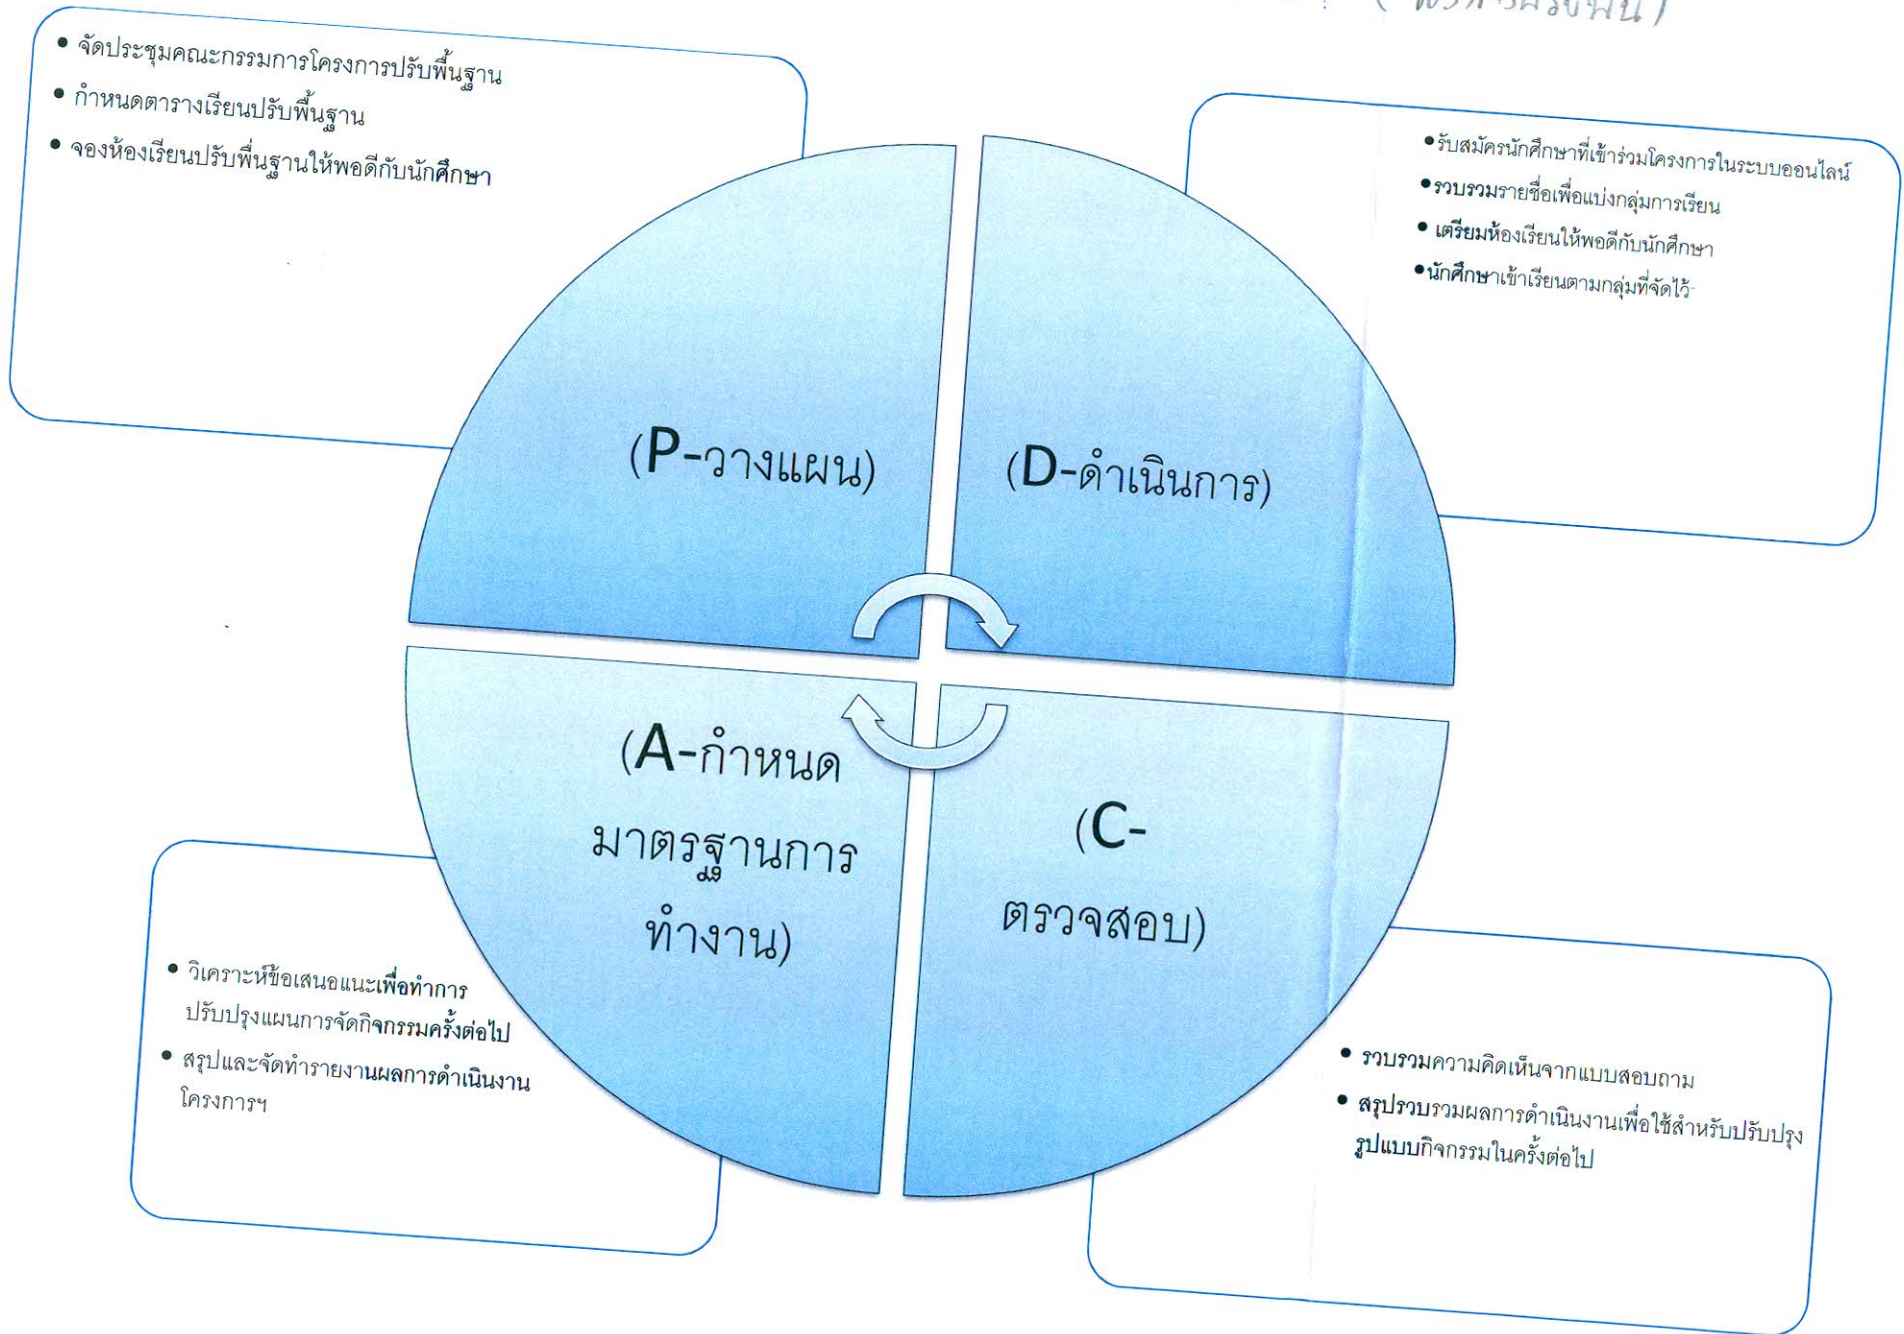 • จัดประชุมคณะกรรมการโครงการปรับพื้นฐาน
• กำหนดตารางเรียนปรับพื้นฐาน
• จองห้องเรียนปรับพื้นฐานให้พอดีกับนักศึกษา
•รับสมัครนักศึกษาที่เข้าร่วมโครงการในระบบออนไลน์
•รวบรวมรายชื่อเพื่อแบ่งกลุ่มการเรียน
• เตรียมห้องเรียนให้พอดีกับนักศึกษา
•นักศึกษาเข้าเรียนตามกลุ่มที่จัดไว้
(P-วางแผน)
(D-ดำเนินการ)
(A-กำหนด
มาตรฐานการ
ทำงาน)
(C-
ตรวจสอบ)
• วิเคราะห์ข้อเสนอแนะเพื่อทำการ
ปรับปรุงแผนการจัดกิจกรรมครั้งต่อไป
• สรุปและจัดทำรายงานผลการดำเนินงาน
โครงการฯ
• รวบรวมความคิดเห็นจากแบบสอบถาม
• สรุปรวบรวมผลการดำเนินงานเพื่อใช้สำหรับปรับปรุง
รูปแบบกิจกรรมในครั้งต่อไป